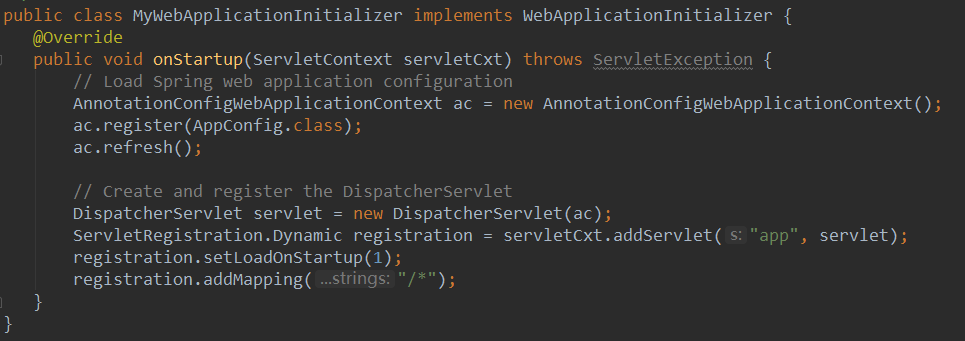 public class MyWebApplicationInitializer implements WebApplicationInitializer {
@Override
public void onStartup(ServletContext servletCxt) throws ServletException {
// Load Spring web application configuration
AnnotationConfigWebApplicationContext ac = new AnnotationConfigWebApplicationContext();
ac.register(AppConfig.class);
ac.refresh();
// Create and register the DispatcherServlet
DispatcherServlet servlet = new DispatcherServlet(ac);
ServletRegistration.Dynamic registration = servletCxt.addServlet( s: "app", servlet);
registration.setLoadOnStartup(1);
registration.addMapping( ...strings: "/*");
}
}